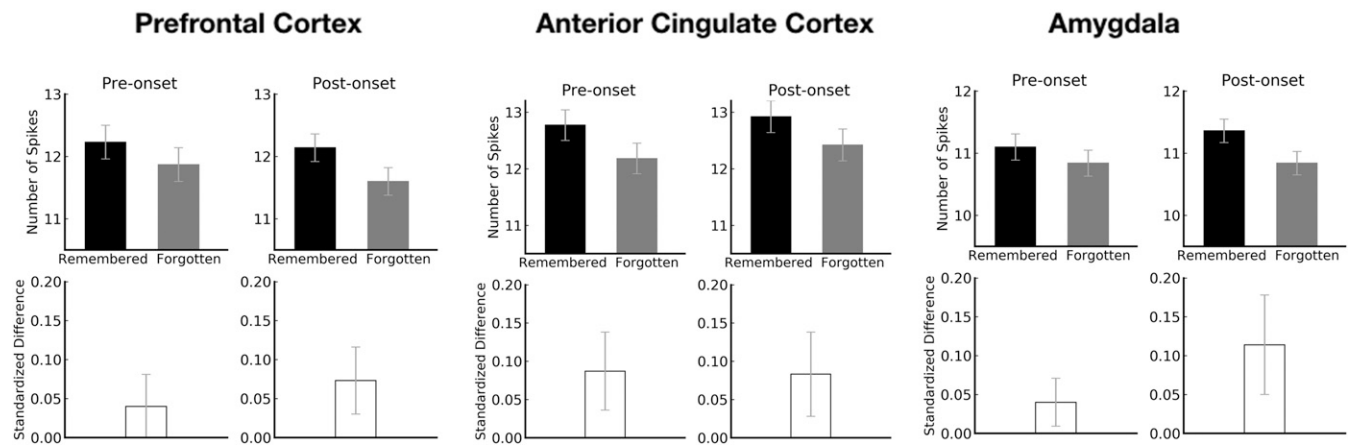 Prefrontal Cortex
Anterior Cingulate Cortex
Amygdala
Pre-onset
Post-onset
Number of Spikes
13
12
11
13
12
11
Remembered Forgotten
Remembered Forgotten
Standardized Difference
0.20
0.15
0.10
0.05
0.00
0.20
0.15
0.10
0.05
0.00
Pre-onset
Post-onset
Number of Spikes
13
12
11
13
12
11
Remembered Forgotten
Remembered Forgotten
Standardized Difference
0.20
0.15
0.10
0.05
0.00
0.20
0.15
0.10
0.05
0.00
Pre-onset
Post-onset
Number of Spikes
12
11
10
12
11
10
Remembered Forgotten
Remembered Forgotten
Standardized Difference
0.20
0.15
0.10
0.05
0.00
0.20
0.15
0.10
0.05
0.00